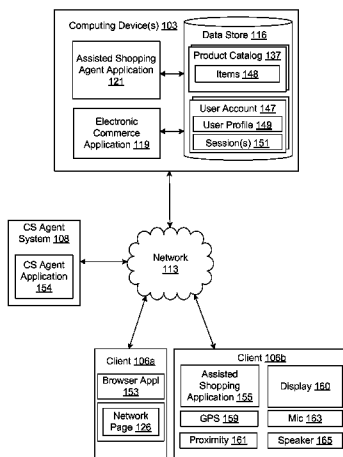 Computing Device(s) 103
Data Store 116
Assisted Shopping
Agent Application
121
Product Catalog
137
Items 148
Electronic
Commerce
Application 119
User Account 147
User Profile 149
Session(s) 151
CS Agent
System 108
CS Agent
Application
154
Network
113
Client 106a
Browser Appl
153
Network
Page 126
Client 106b
Assisted
Shopping
Application
155
Display 160
GPS 159
Mic 163
Proximity 161
Speaker 165